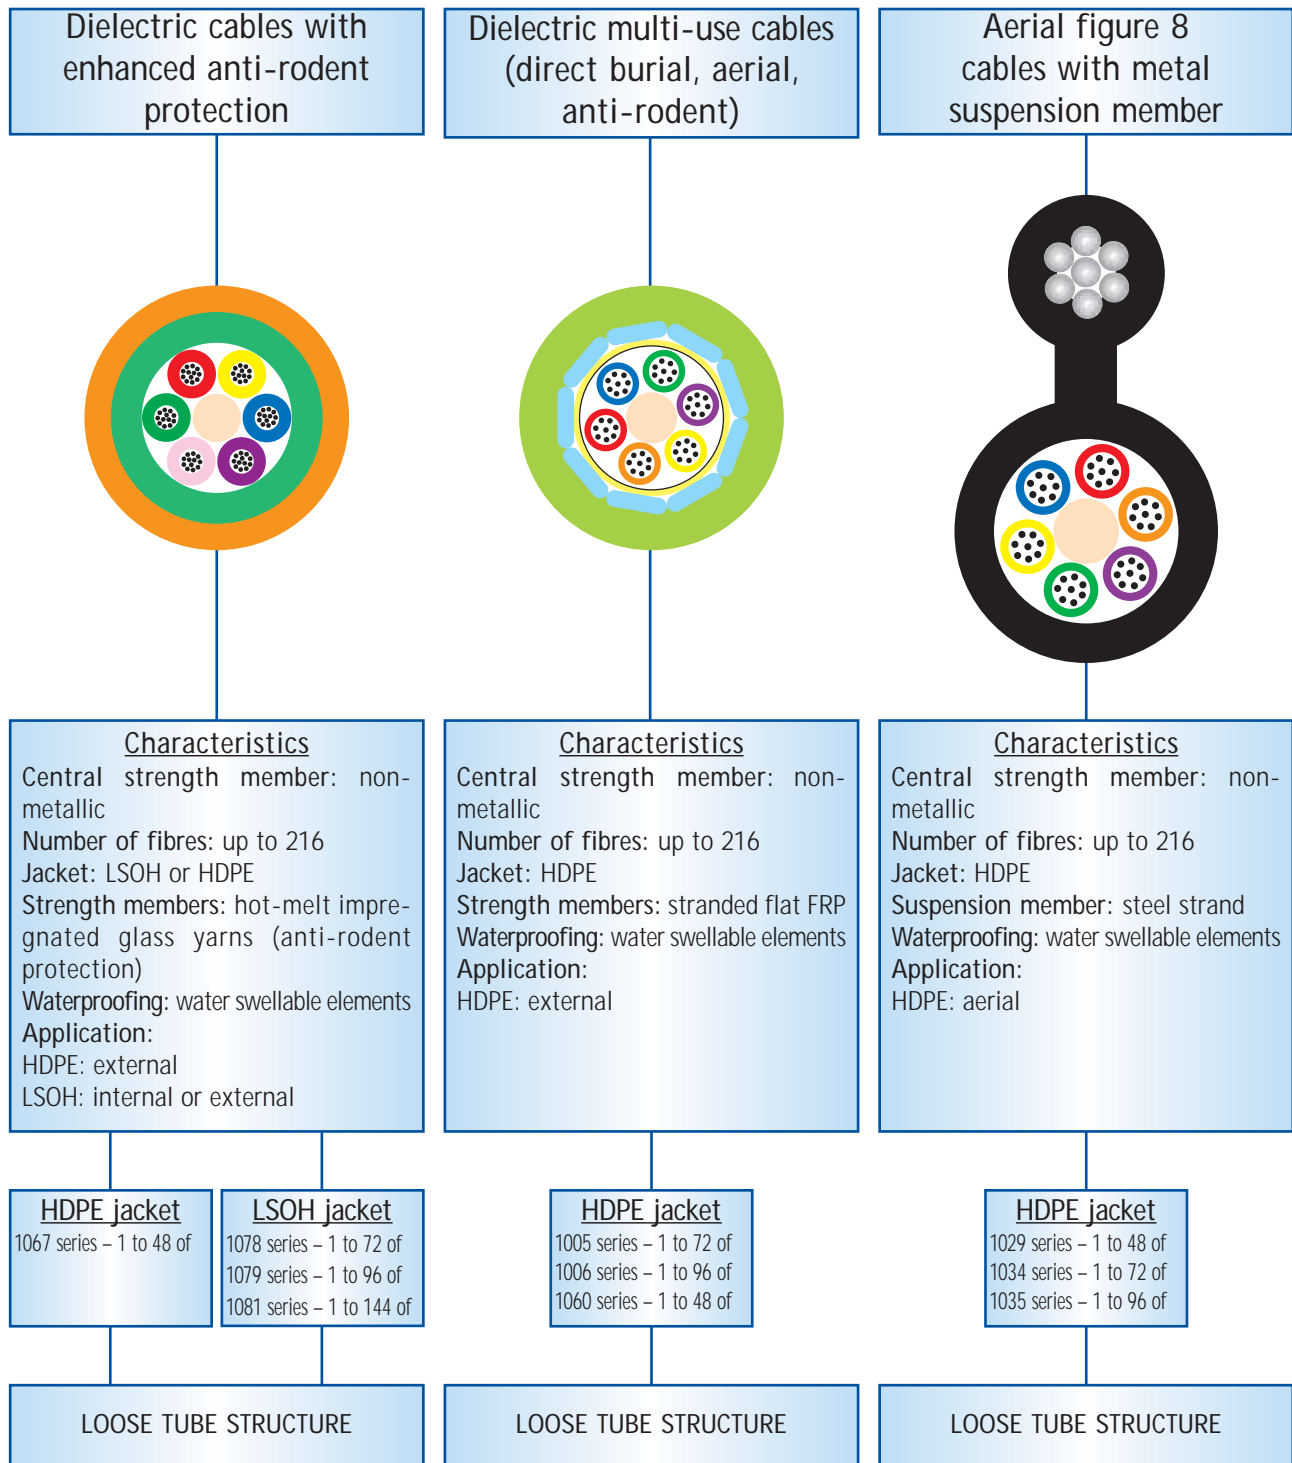 Dielectric cables with
enhanced anti-rodent
protection
Dielectric multi-use cables
(direct burial, aerial,
anti-rodent)
Aerial figure 8
cables with metal
suspension member
Characteristics
Central strength member: non-
metallic
Number of fibres: up to 216
Jacket: LSOH or HDPE
Strength members: hot-melt impre-
gnated glass yarns (anti-rodent
protection)
Waterproofing: water swellable elements
Application:
HDPE: external
LSOH: internal or external
Characteristics
Central strength member: non-
metallic
Number of fibres: up to 216
Jacket: HDPE
Strength members: stranded flat FRP
Waterproofing: water swellable elements
Application:
HDPE: external
Characteristics
Central strength member: non-
metallic
Number of fibres: up to 216
Jacket: HDPE
Suspension member: steel strand
Waterproofing: water swellable elements
Application:
HDPE: aerial
HDPE jacket
1067 series – 1 to 48 of
LSOH jacket
1078 series – 1 to 72 of
1079 series – 1 to 96 of
1081 series – 1 to 144 of
HDPE jacket
1005 series – 1 to 72 of
1006 series – 1 to 96 of
1060 series – 1 to 48 of
HDPE jacket
1029 series – 1 to 48 of
1034 series – 1 to 72 of
1035 series – 1 to 96 of
LOOSE TUBE STRUCTURE
LOOSE TUBE STRUCTURE
LOOSE TUBE STRUCTURE